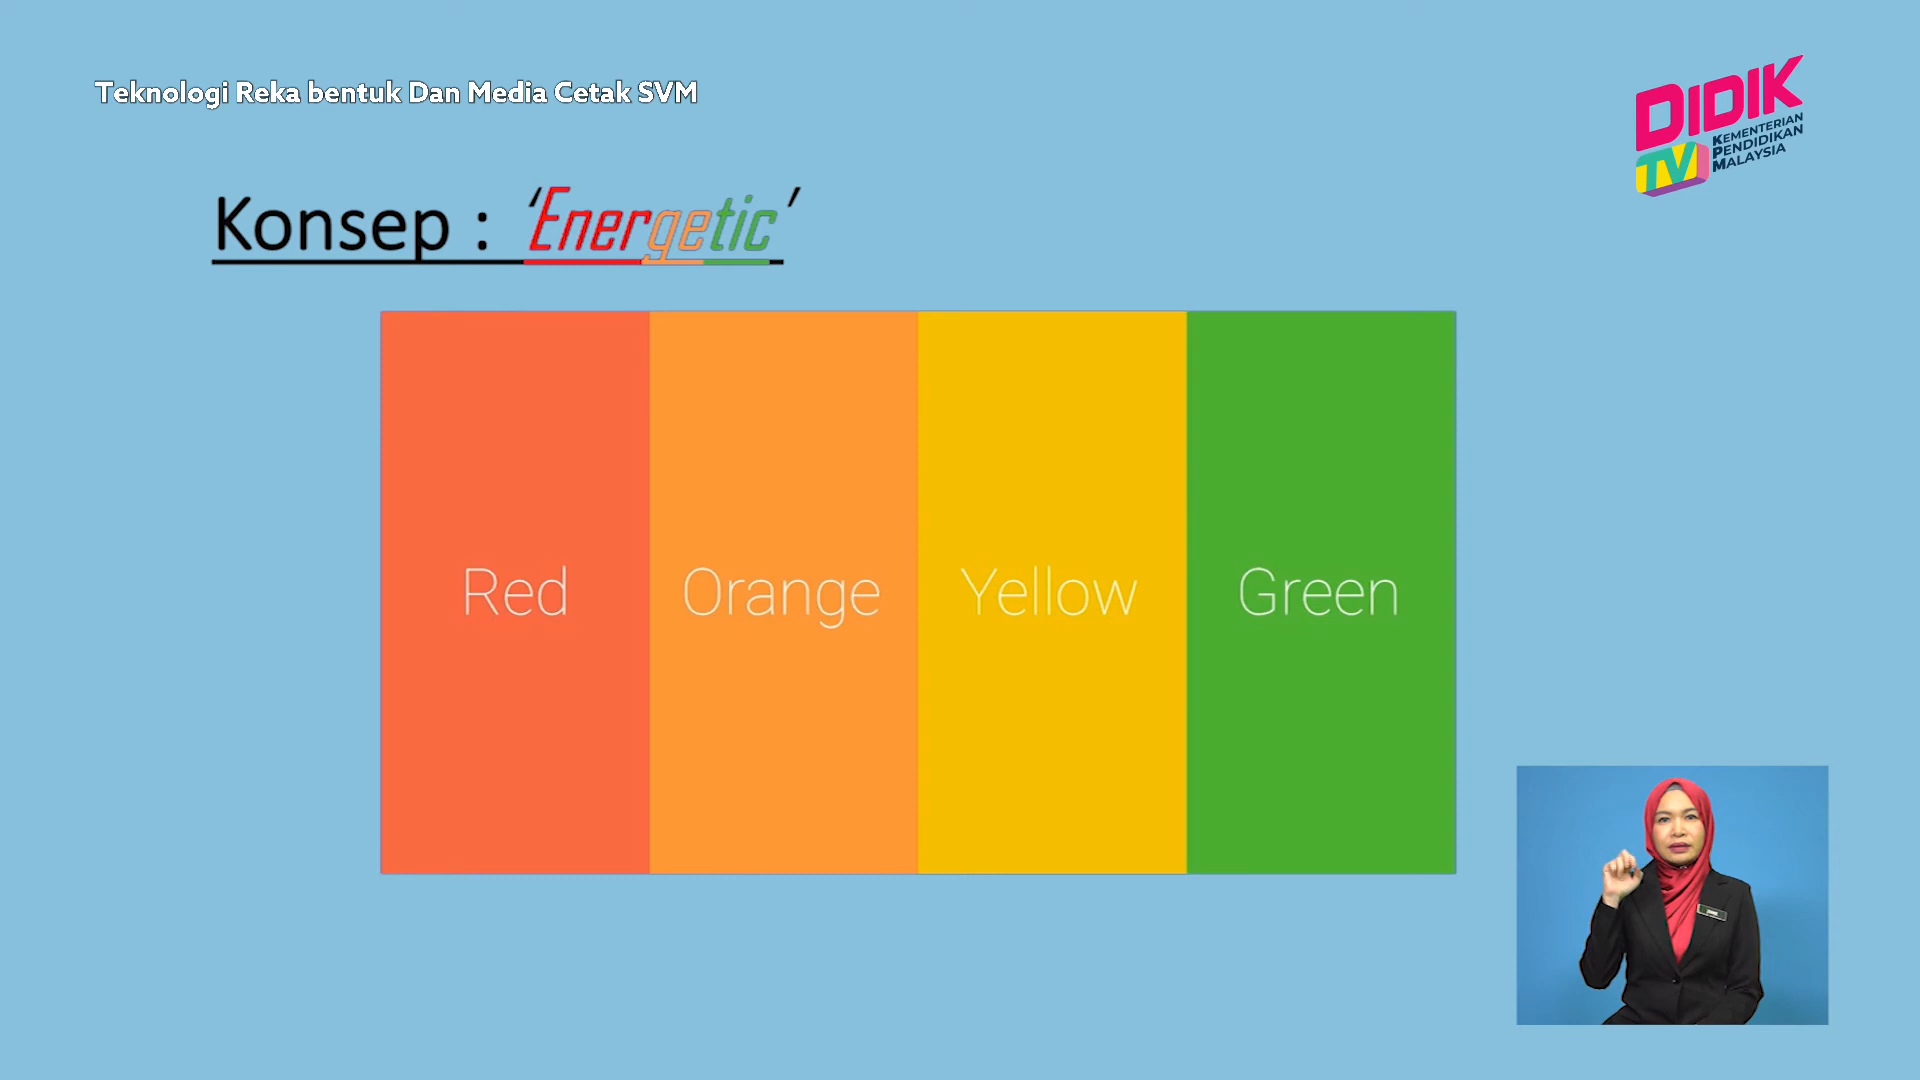 Teknologi Reka bentuk Dan Media Cetak SVM
DIDIK
TV
KEMENTERIAN
PENDIDIKAN
MALAYSIA
Konsep : 'Energetic'
Red
Orange
Yellow
Green